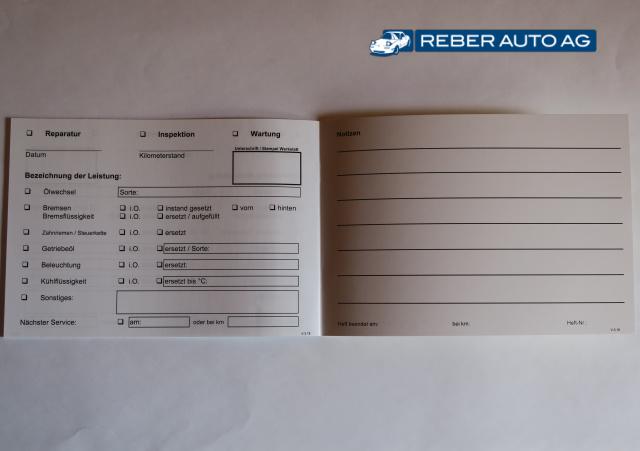 REBER AUTO AG
Reparatur Inspektion Wartung
Datum Kilometerstand Unterschrift / Stempel Werkstatt
Bezeichnung der Leistung:
Ölwechsel Sorte:
Bremsen i.O. instand gesetzt vorn hinten
Bremsflüssigkeit i.O. ersetzt / aufgefüllt
Zahnriemen / Steuerkette i.O. ersetzt
Getriebeöl i.O. ersetzt / Sorte:
Beleuchtung i.O. ersetzt:
Kühlflüssigkeit i.O. ersetzt bis °C:
Sonstiges:
Nächster Service: am: oder bei km
Notizen
Heft beendet am: bei km: Heft-Nr.: